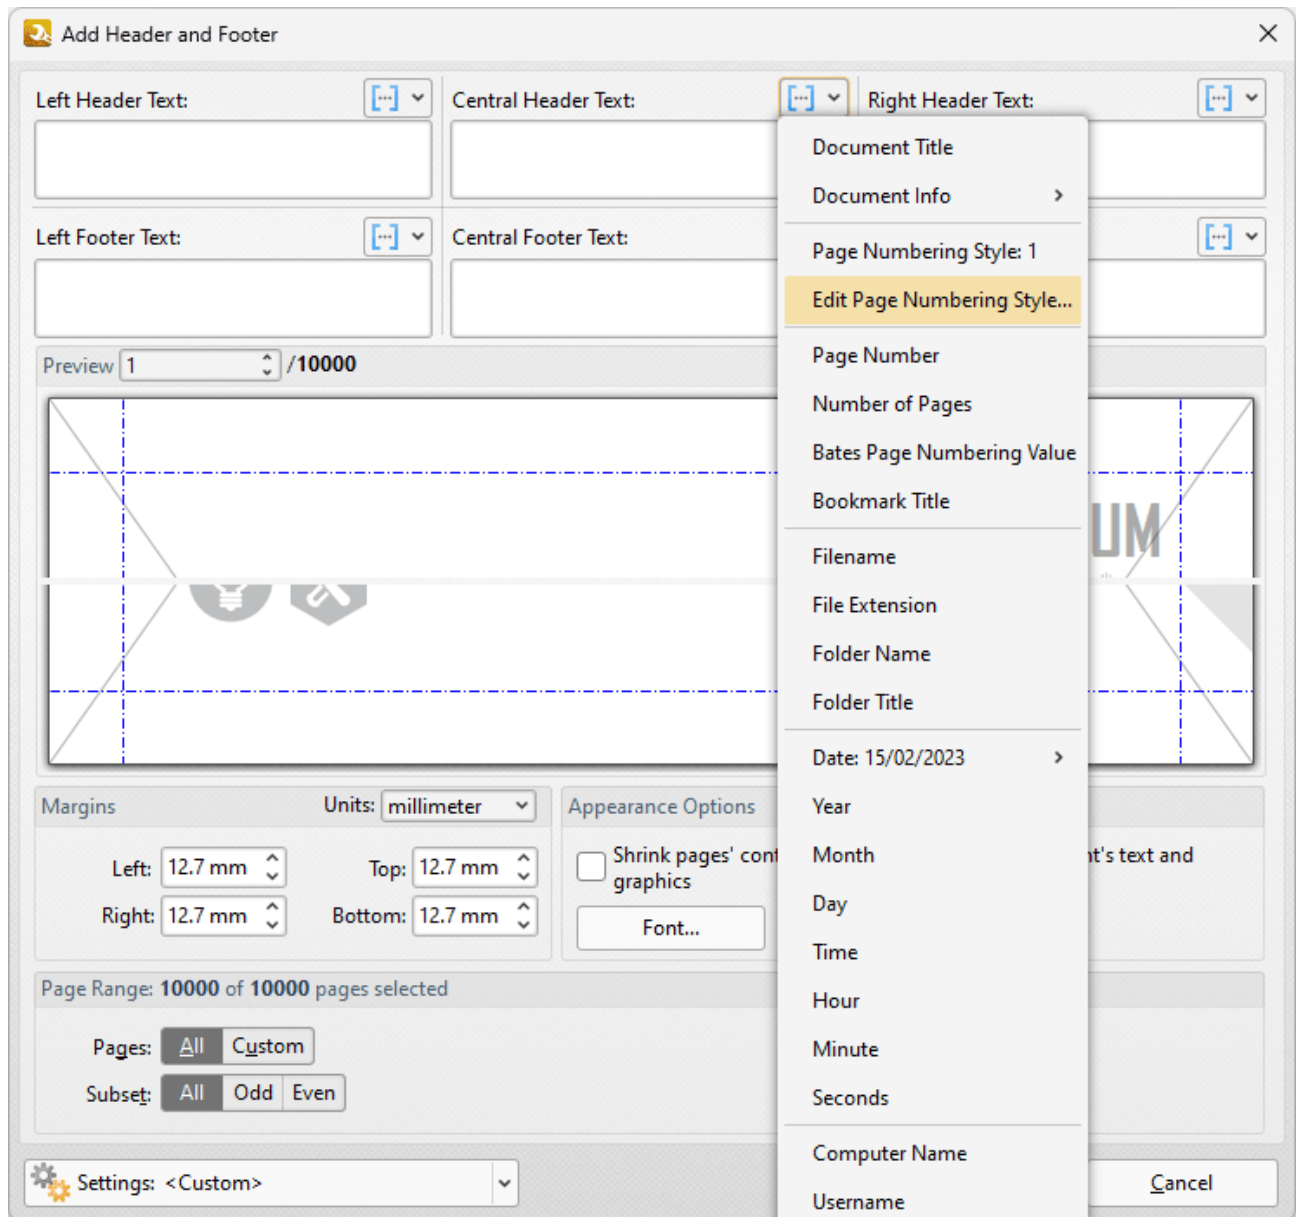 Add Header and Footer
Left Header Text:
Central Header Text:
Right Header Text:
Document Title
Document Info
Left Footer Text:
Central Footer Text:
Page Numbering Style: 1
Edit Page Numbering Style...
Preview 1 /10000
Page Number
Number of Pages
Bates Page Numbering Value
Bookmark Title
UM
Filename
File Extension
Folder Name
Folder Title
Date: 15/02/2023
Margins
Units: millimeter
Appearance Options
Year
Left: 12.7 mm
Top: 12.7 mm
Shrink pages' cont
graphics
nt's text and
Month
Right: 12.7 mm
Bottom: 12.7 mm
Font...
Day
Time
Page Range: 10000 of 10000 pages selected
Hour
Pages: All Custom
Minute
Subset: All Odd Even
Seconds
Computer Name
Settings: <Custom>
Cancel
Username